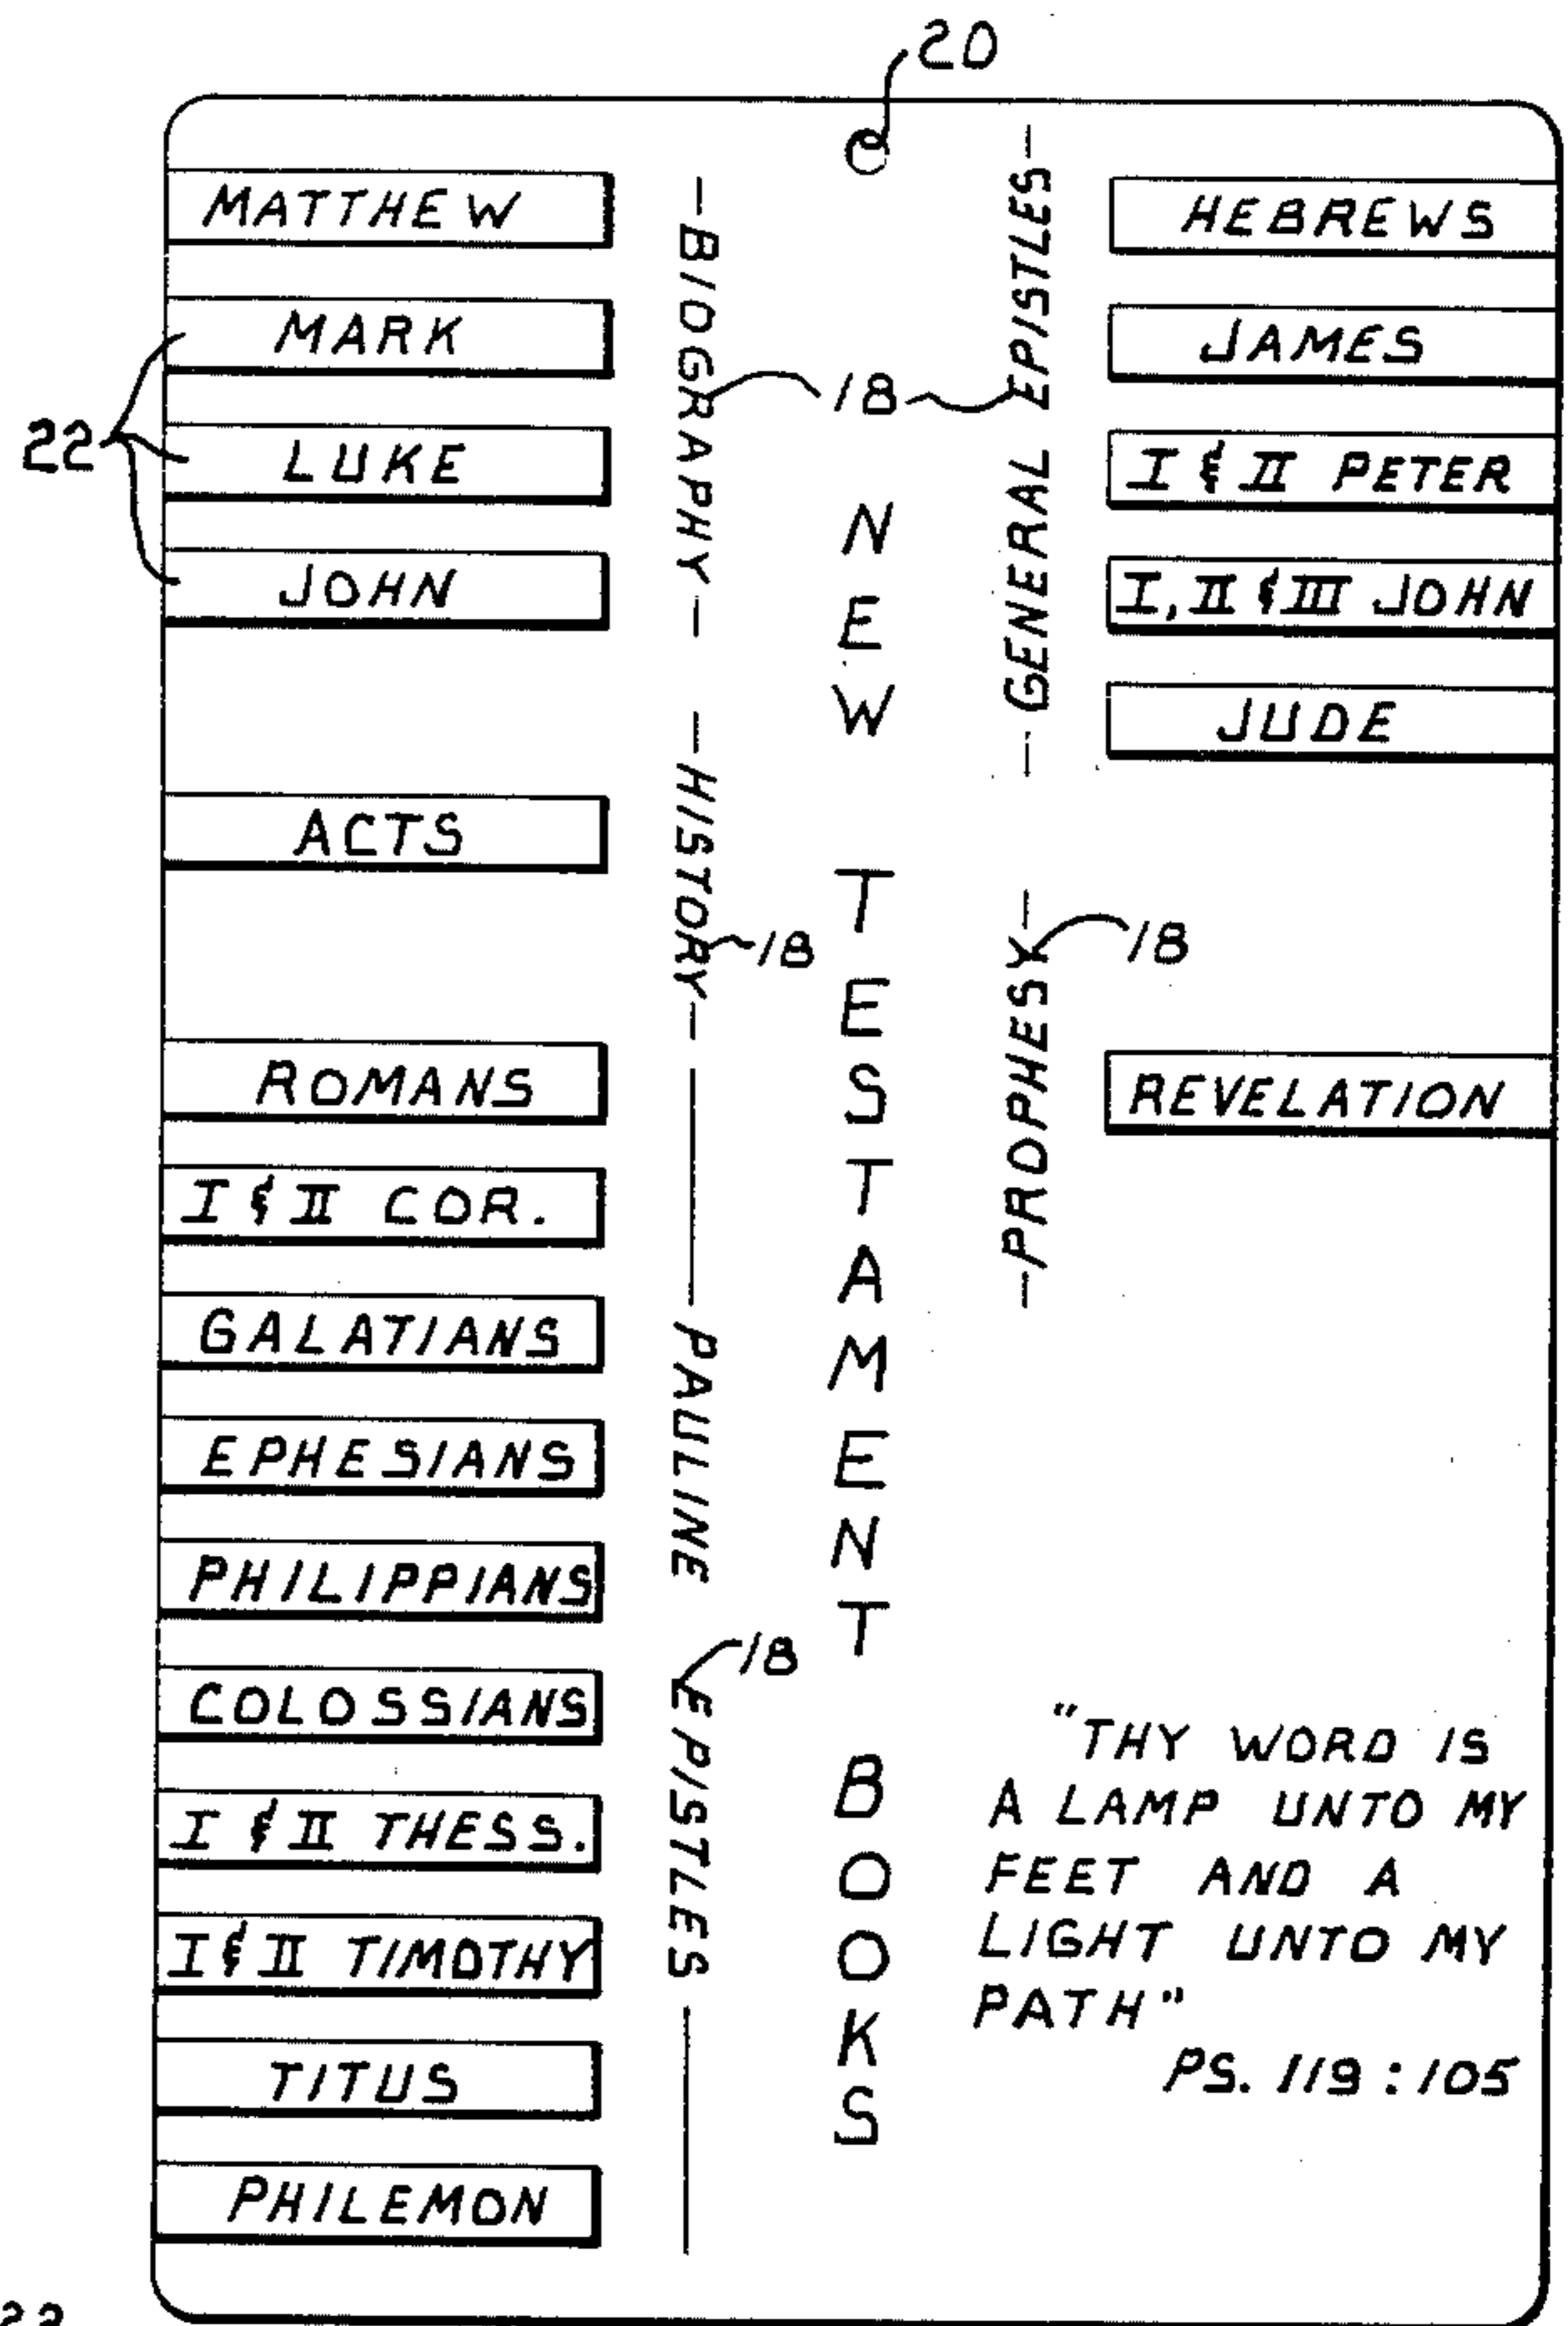 20
MATTHEW
MARK
LUKE
JOHN
22
ACTS
ROMANS
I & II COR.
GALATIANS
EPHESIANS
PHILIPPIANS
COLOSSIANS
I & II THESS.
I & II TIMOTHY
TITUS
PHILEMON
—BIOGRAPHY—
—HISTORY—
PAULINE EPISTLES
18
18
18
NEW TESTAMENT BOOKS
—GENERAL EPISTLES—
—PROPHESY—
18
HEBREWS
JAMES
I & II PETER
I, II & III JOHN
JUDE
REVELATION
"THY WORD IS
A LAMP UNTO MY
FEET AND A
LIGHT UNTO MY
PATH"
PS. 119:105